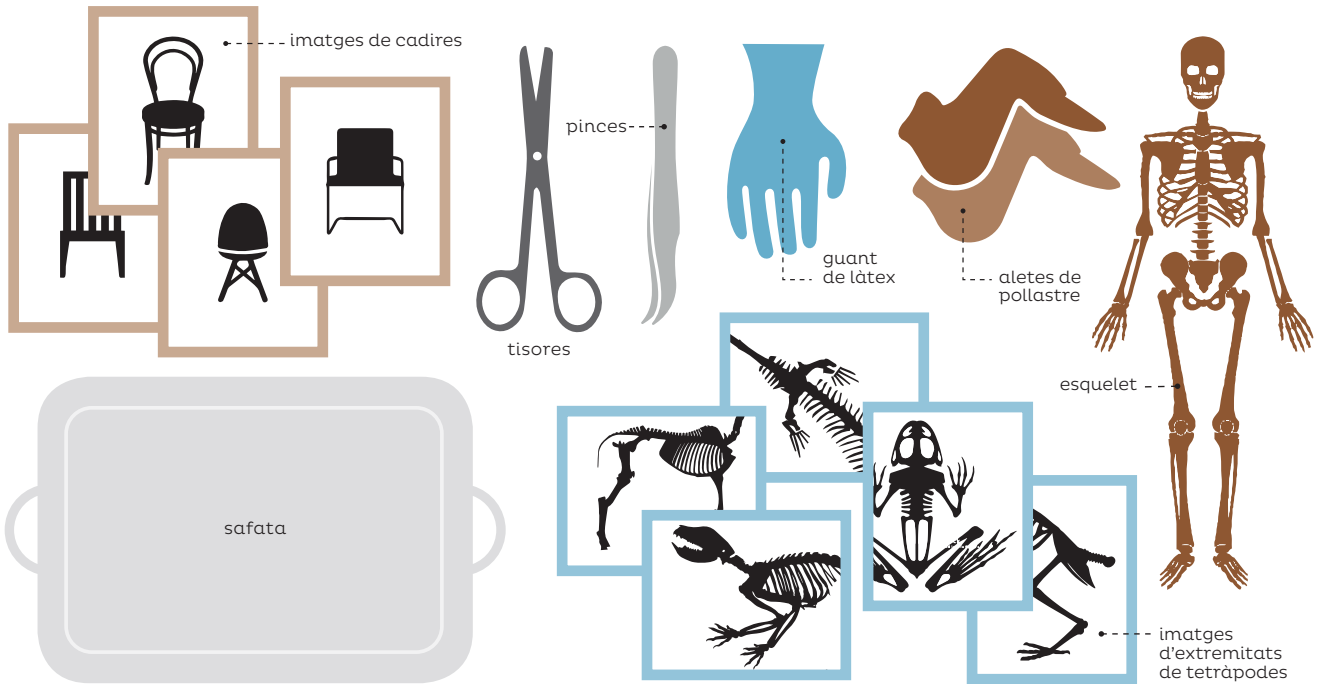 imatges de cadires
pinces
guant
de làtex
aletes de
pollastre
tisores
esquelet
safata
imatges
d'extremitats
de tetràpodes